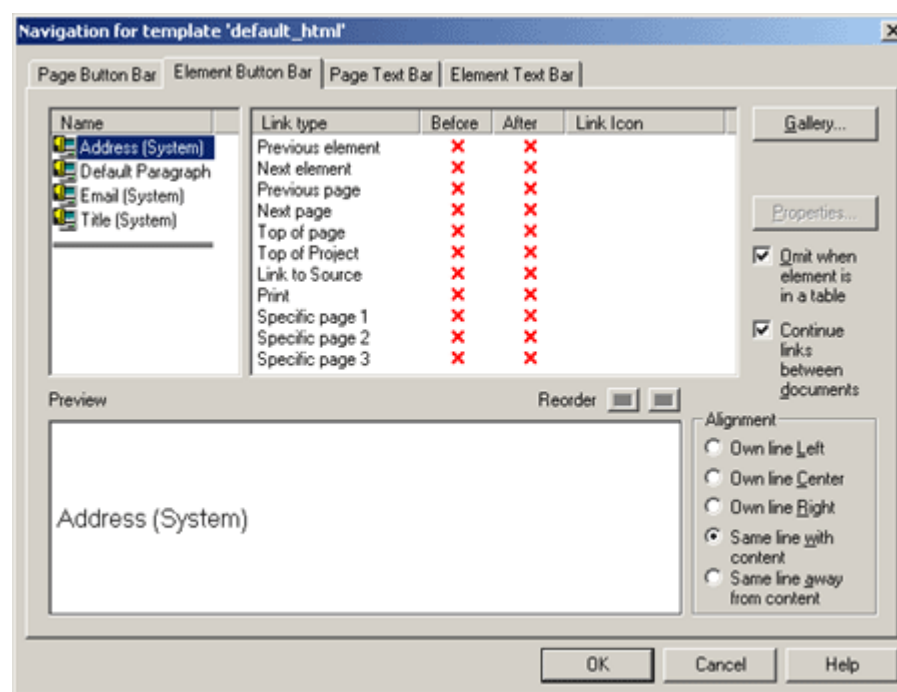 Navigation for template 'default_html'
Page Button Bar
Element Button Bar
Page Text Bar
Element Text Bar
Name
Address (System)
Default Paragraph
Email (System)
Title (System)
Link type Before After Link Icon
Previous element
Next element
Previous page
Next page
Top of page
Top of Project
Link to Source
Print
Specific page 1
Specific page 2
Specific page 3
Gallery...
Properties...
Omit when
element is
in a table
Continue
links
between
documents
Preview
Reorder
Address (System)
Alignment
Own line Left
Own line Center
Own line Right
Same line with
content
Same line away
from content
OK
Cancel
Help